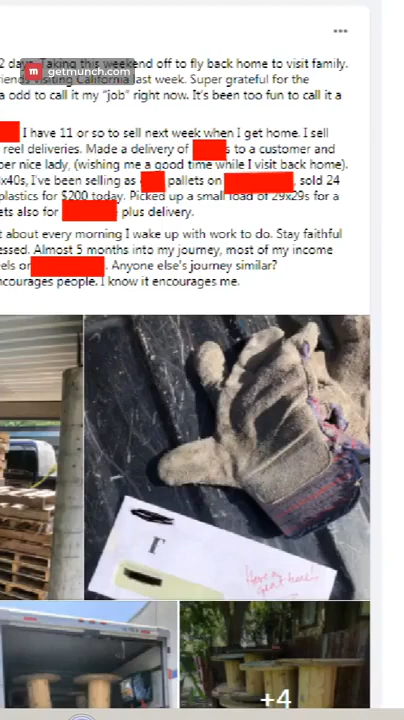 2 days. Taking this weekend off to fly back home to visit family.
riends visiting California last week. Super grateful for the
a odd to call it my "job" right now. It's been too fun to call it a
getmunch.com
I have 11 or so to sell next week when I get home. I sell
reel deliveries. Made a delivery of s to a customer and
per nice lady, (wishing me a good time while I visit back home).
x40s, I've been selling as pallets on , sold 24
plastics for $200 today. Picked up a small load of 29x29s for a
ets also for plus delivery.
t about every morning I wake up with work to do. Stay faithful
essed. Almost 5 months into my journey, most of my income
els or . Anyone else's journey similar?
ncourages people. I know it encourages me.
Have a
great time!
+4